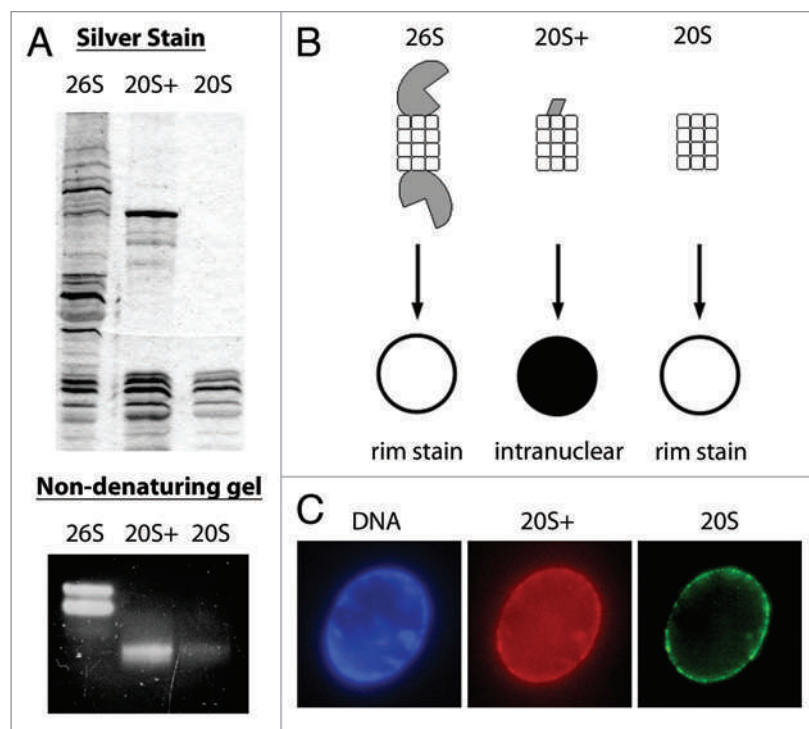 A
Silver Stain
26S 20S+ 20S
Non-denaturing gel
26S 20S+ 20S
B
26S 20S+ 20S
rim stain intranuclear rim stain
C
DNA 20S+ 20S